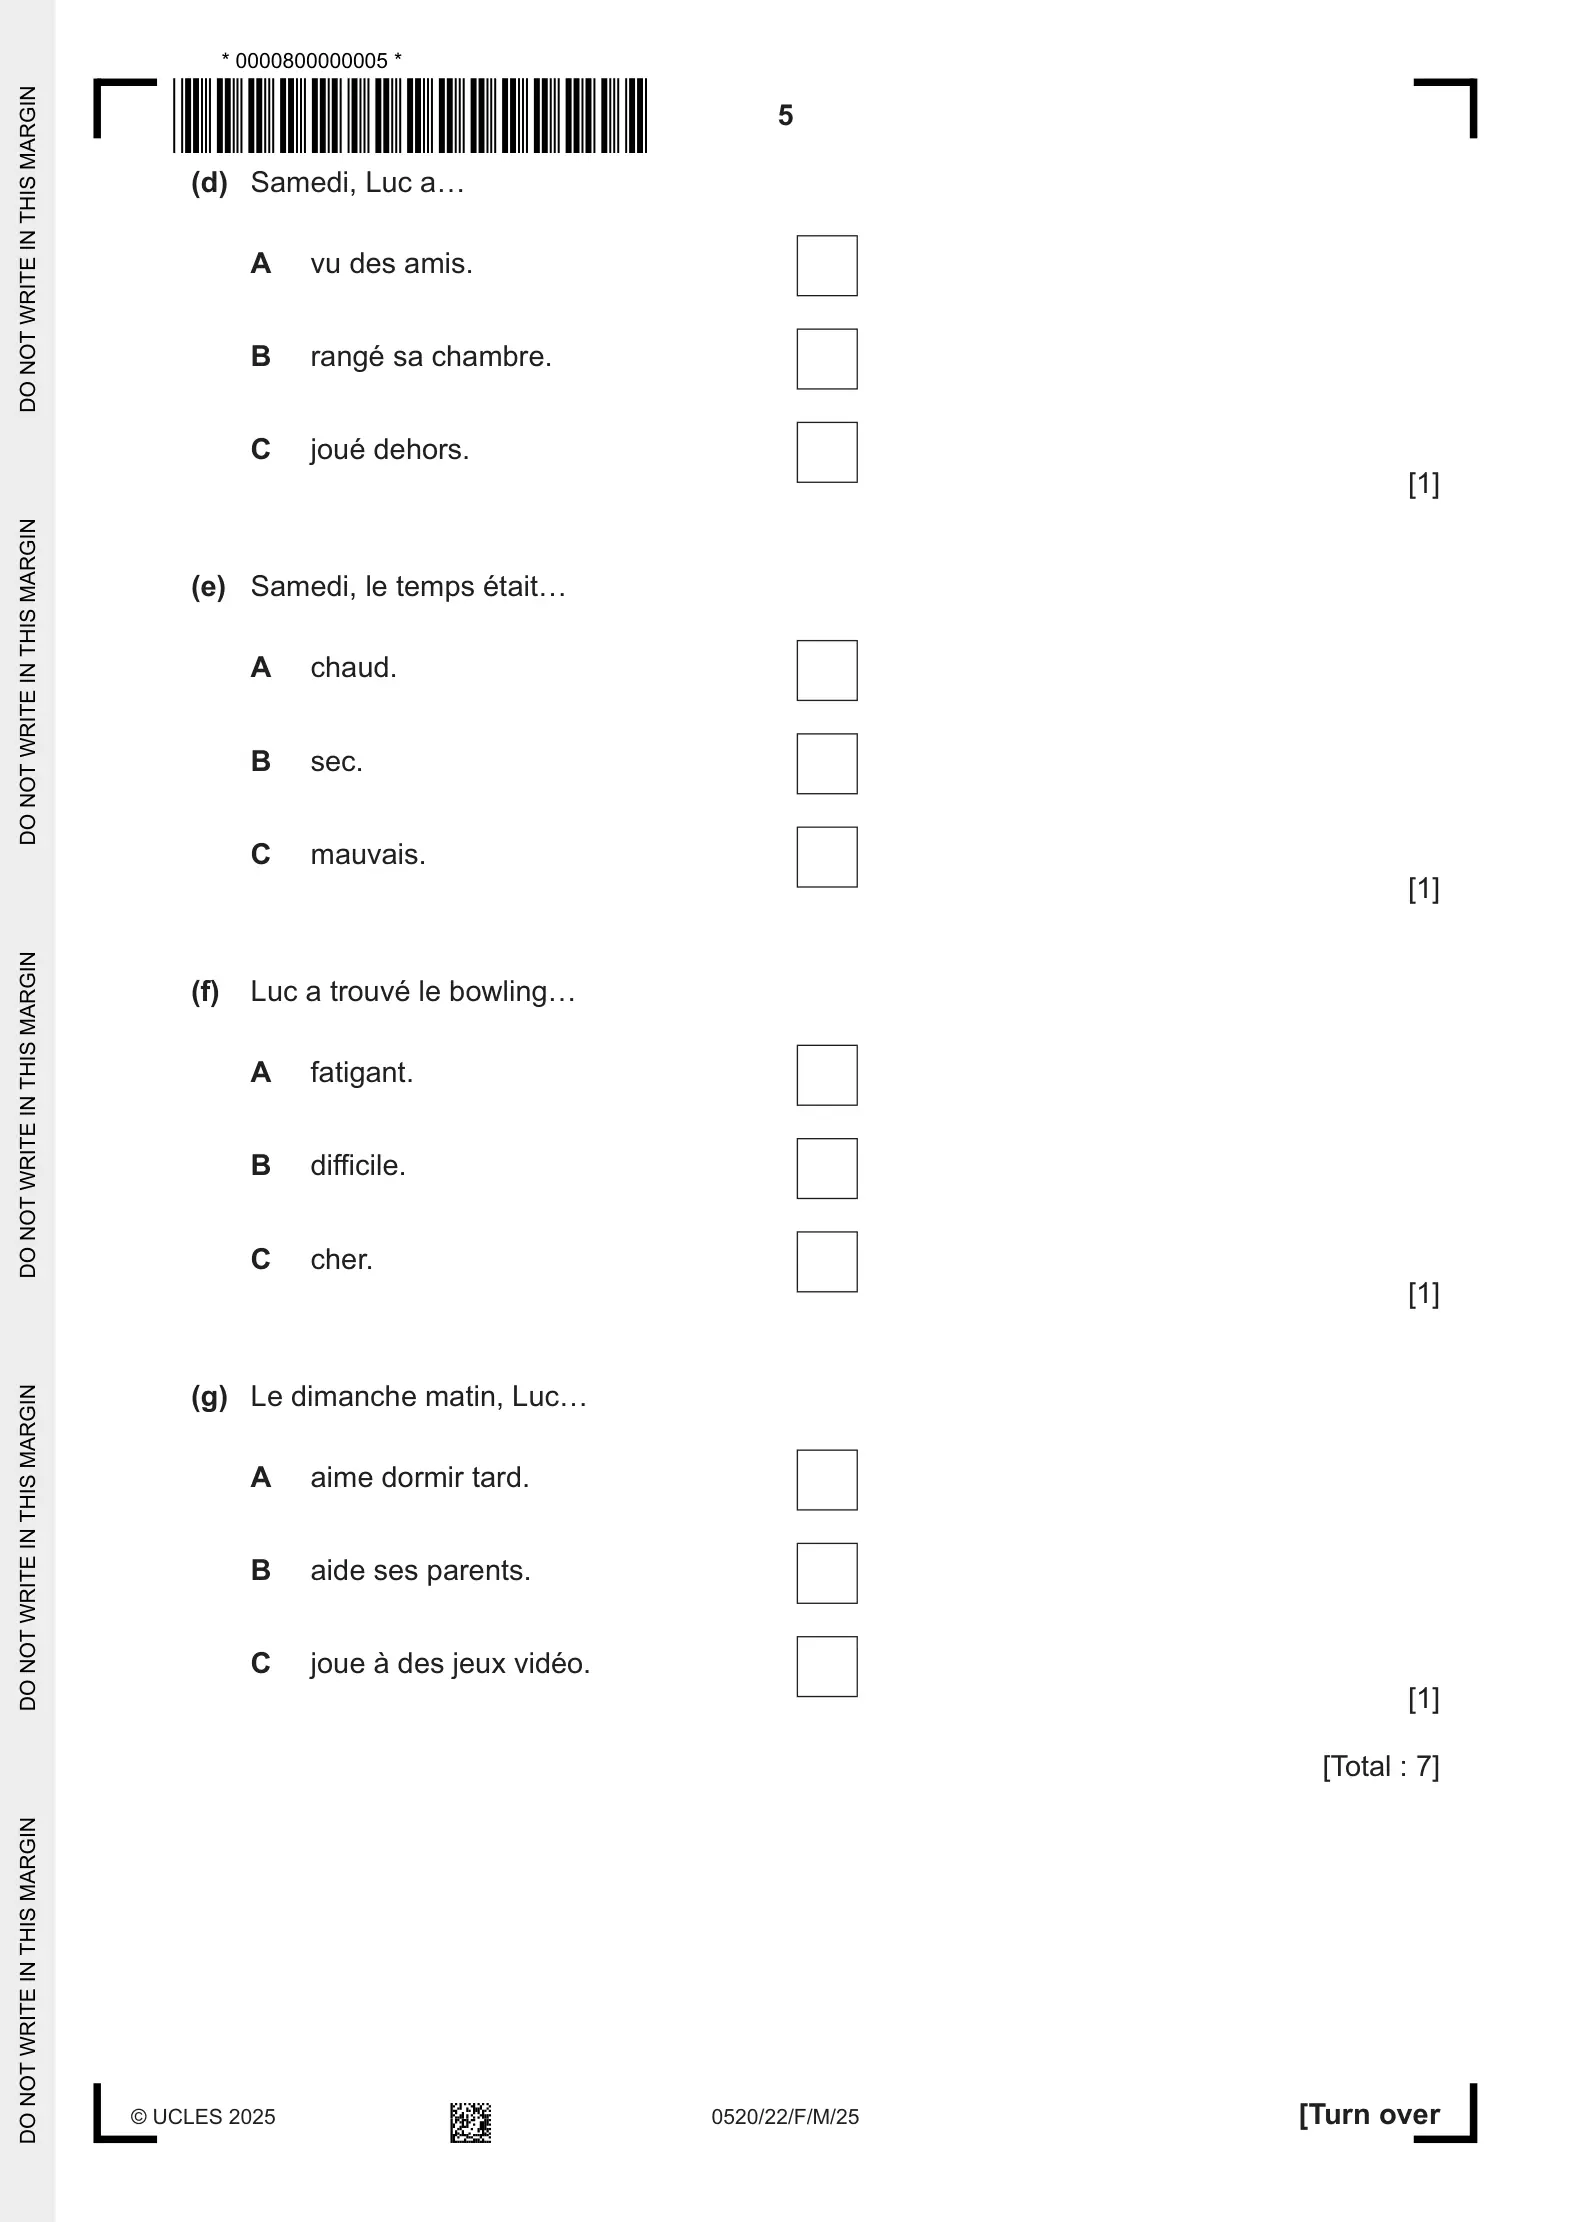 * 0000800000005 *
5
(d) Samedi, Luc a…
A vu des amis.
B rangé sa chambre.
C joué dehors.
[1]
(e) Samedi, le temps était…
A chaud.
B sec.
C mauvais.
[1]
(f) Luc a trouvé le bowling…
A fatigant.
B difficile.
C cher.
[1]
(g) Le dimanche matin, Luc…
A aime dormir tard.
B aide ses parents.
C joue à des jeux vidéo.
[1]
[Total : 7]
© UCLES 2025
0520/22/F/M/25
[Turn over
DO NOT WRITE IN THIS MARGIN
DO NOT WRITE IN THIS MARGIN
DO NOT WRITE IN THIS MARGIN
DO NOT WRITE IN THIS MARGIN
DO NOT WRITE IN THIS MARGIN